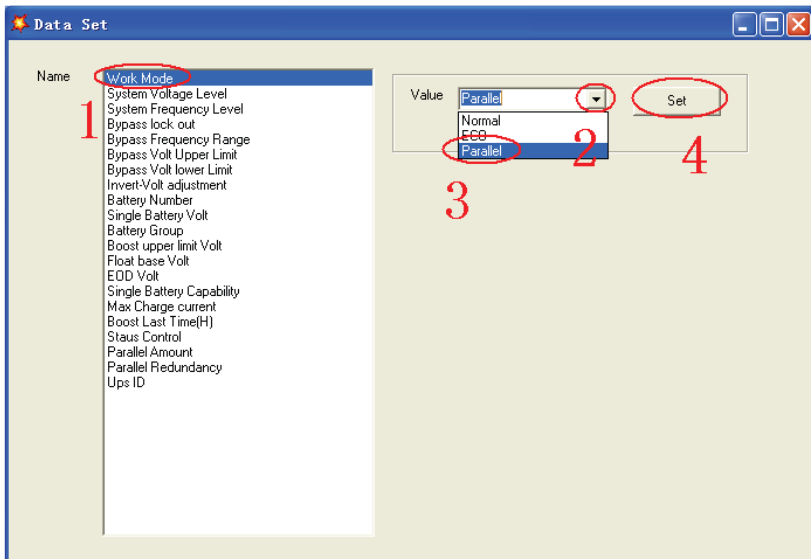 Data Set
Name
Work Mode
System Voltage Level
System Frequency Level
Bypass lock out
Bypass Frequency Range
Bypass Volt Upper Limit
Bypass Volt lower Limit
Invert-Volt adjustment
Battery Number
Single Battery Volt
Battery Group
Boost upper limit Volt
Float base Volt
EOD Volt
Single Battery Capability
Max Charge current
Boost Last Time(H)
Staus Control
Parallel Amount
Parallel Redundancy
Ups ID
1
Value
Parallel
Normal
ECO
Parallel
Set
2
3
4